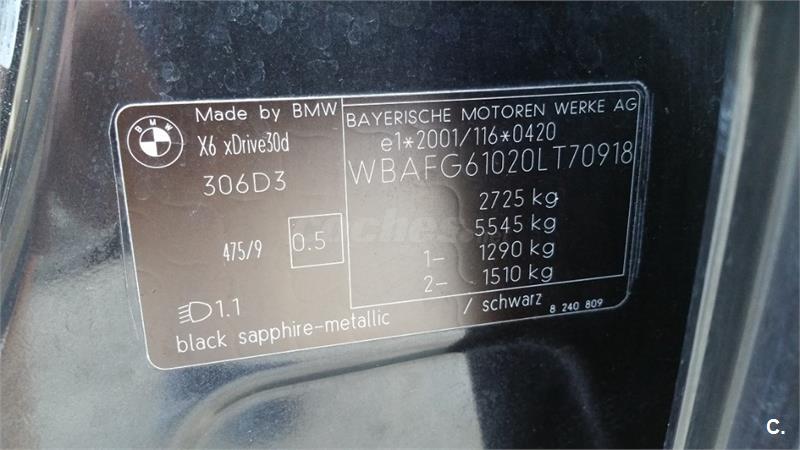 BMW
Made by BMW
X6 xDrive30d
306D3
475/9
0.5
1.1
black sapphire-metallic
BAYERISCHE MOTOREN WERKE AG
e1*2001/116*0420
WBAFG61020LT70918
2725 kg
5545 kg
1- 1290 kg
2- 1510 kg
/ schwarz
8 240 809
coches.
c.